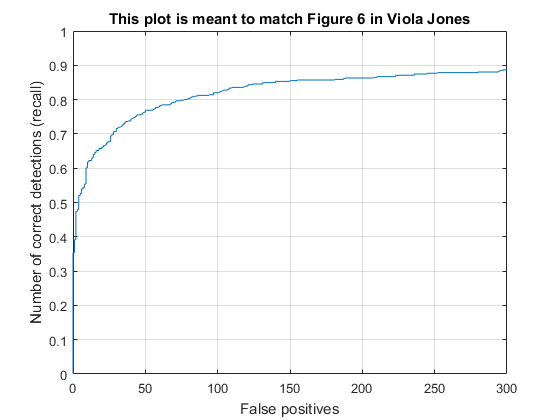 This plot is meant to match Figure 6 in Viola Jones
Number of correct detections (recall)
1
0.9
0.8
0.7
0.6
0.5
0.4
0.3
0.2
0.1
0
0 50 100 150 200 250 300
False positives